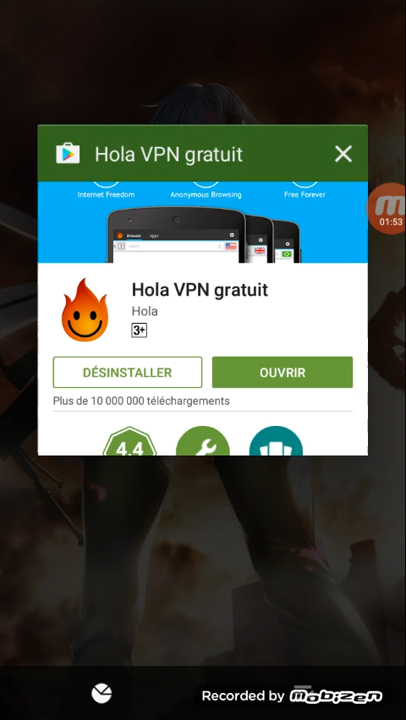 Hola VPN gratuit
Internet Freedom
Anonymous Browsing
Free Forever
Browser
Apps
01:53
Hola VPN gratuit
Hola
3+
DÉSINSTALLER
OUVRIR
Plus de 10 000 000 téléchargements
4,4
Recorded by Mobizen